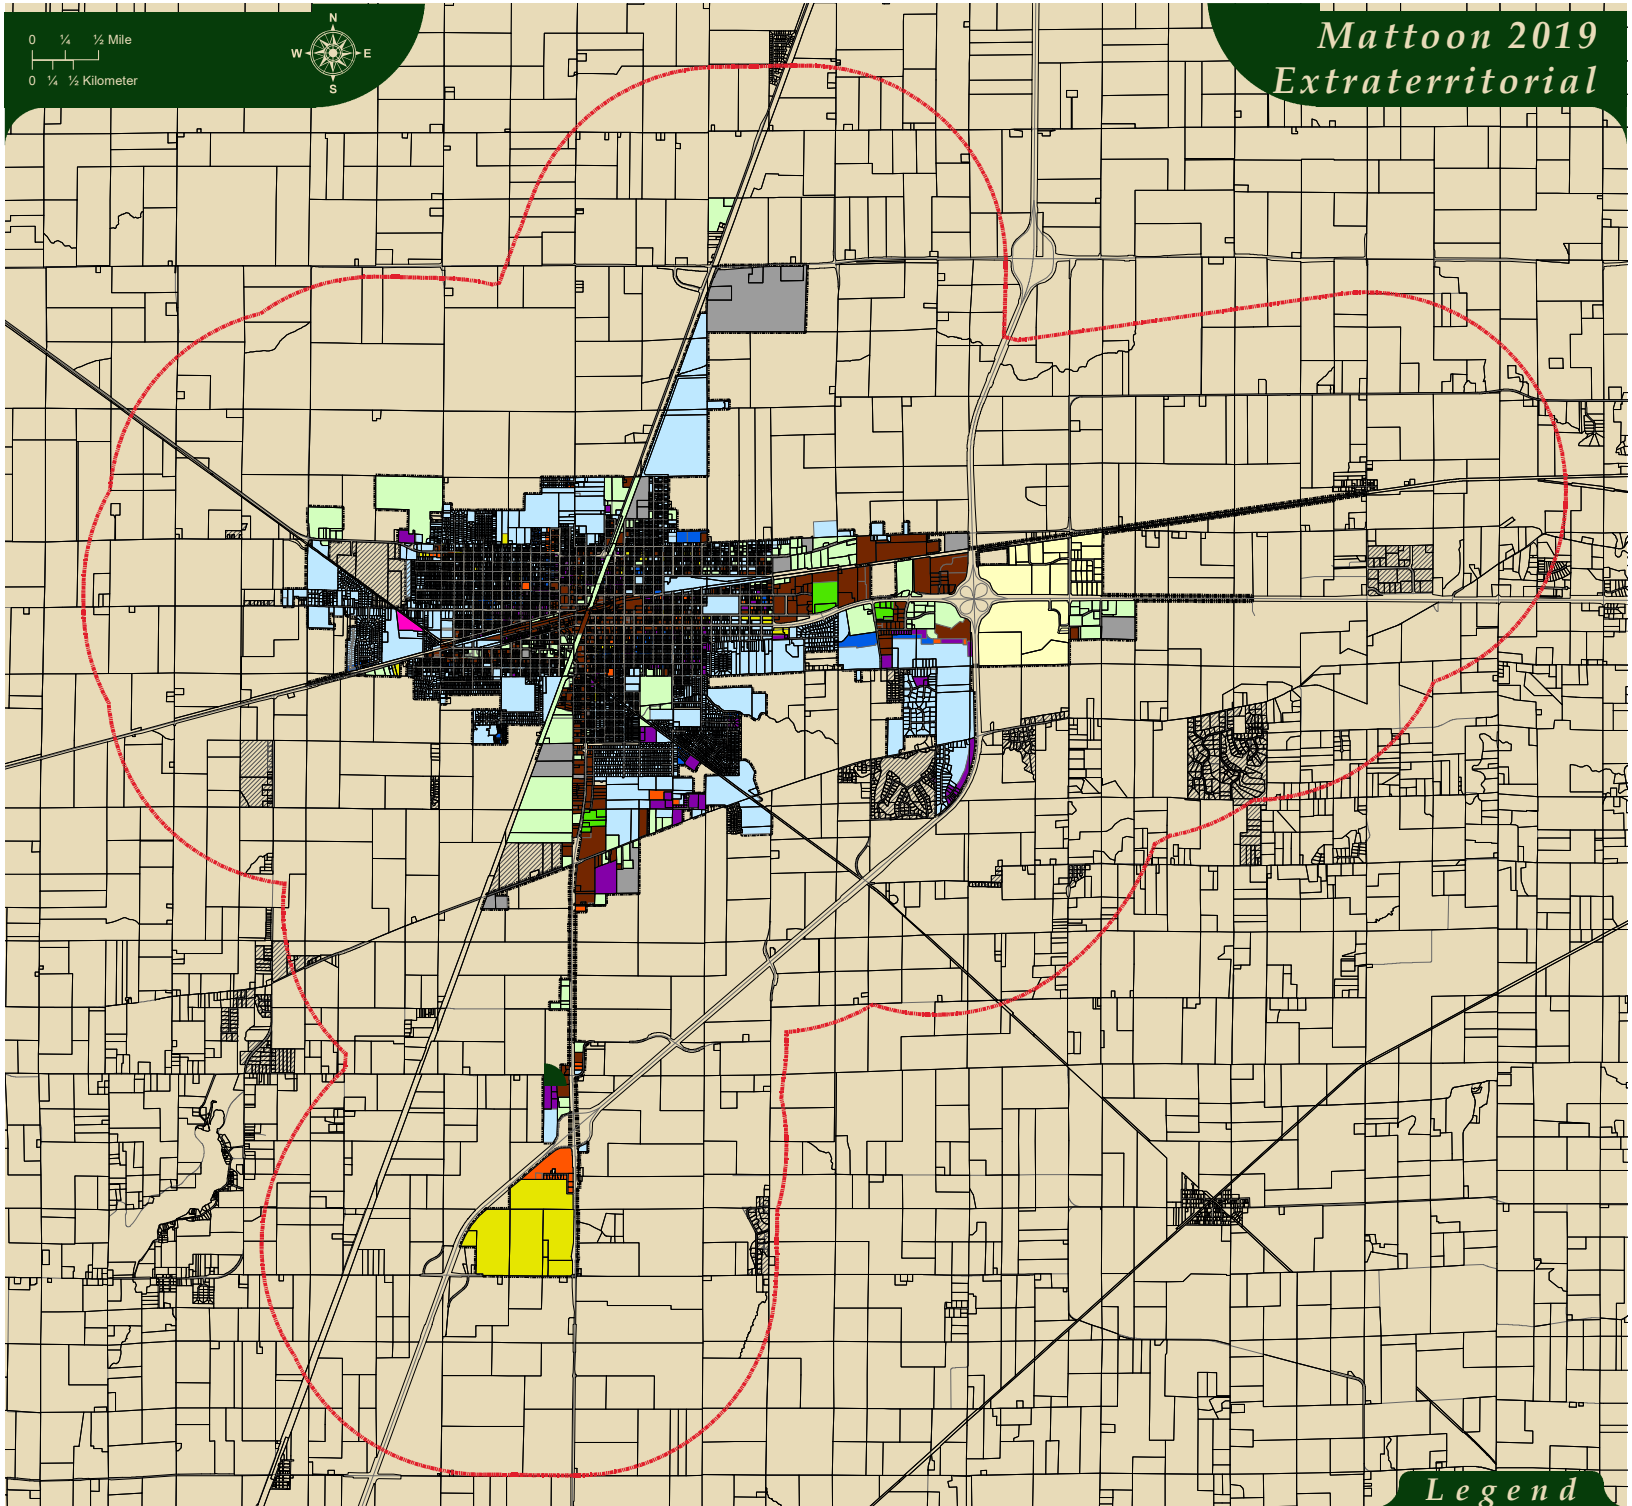 0 ¼ ½ Mile
0 ¼ ½ Kilometer
N
W E
S
Mattoon 2019
Extraterritorial
Legend